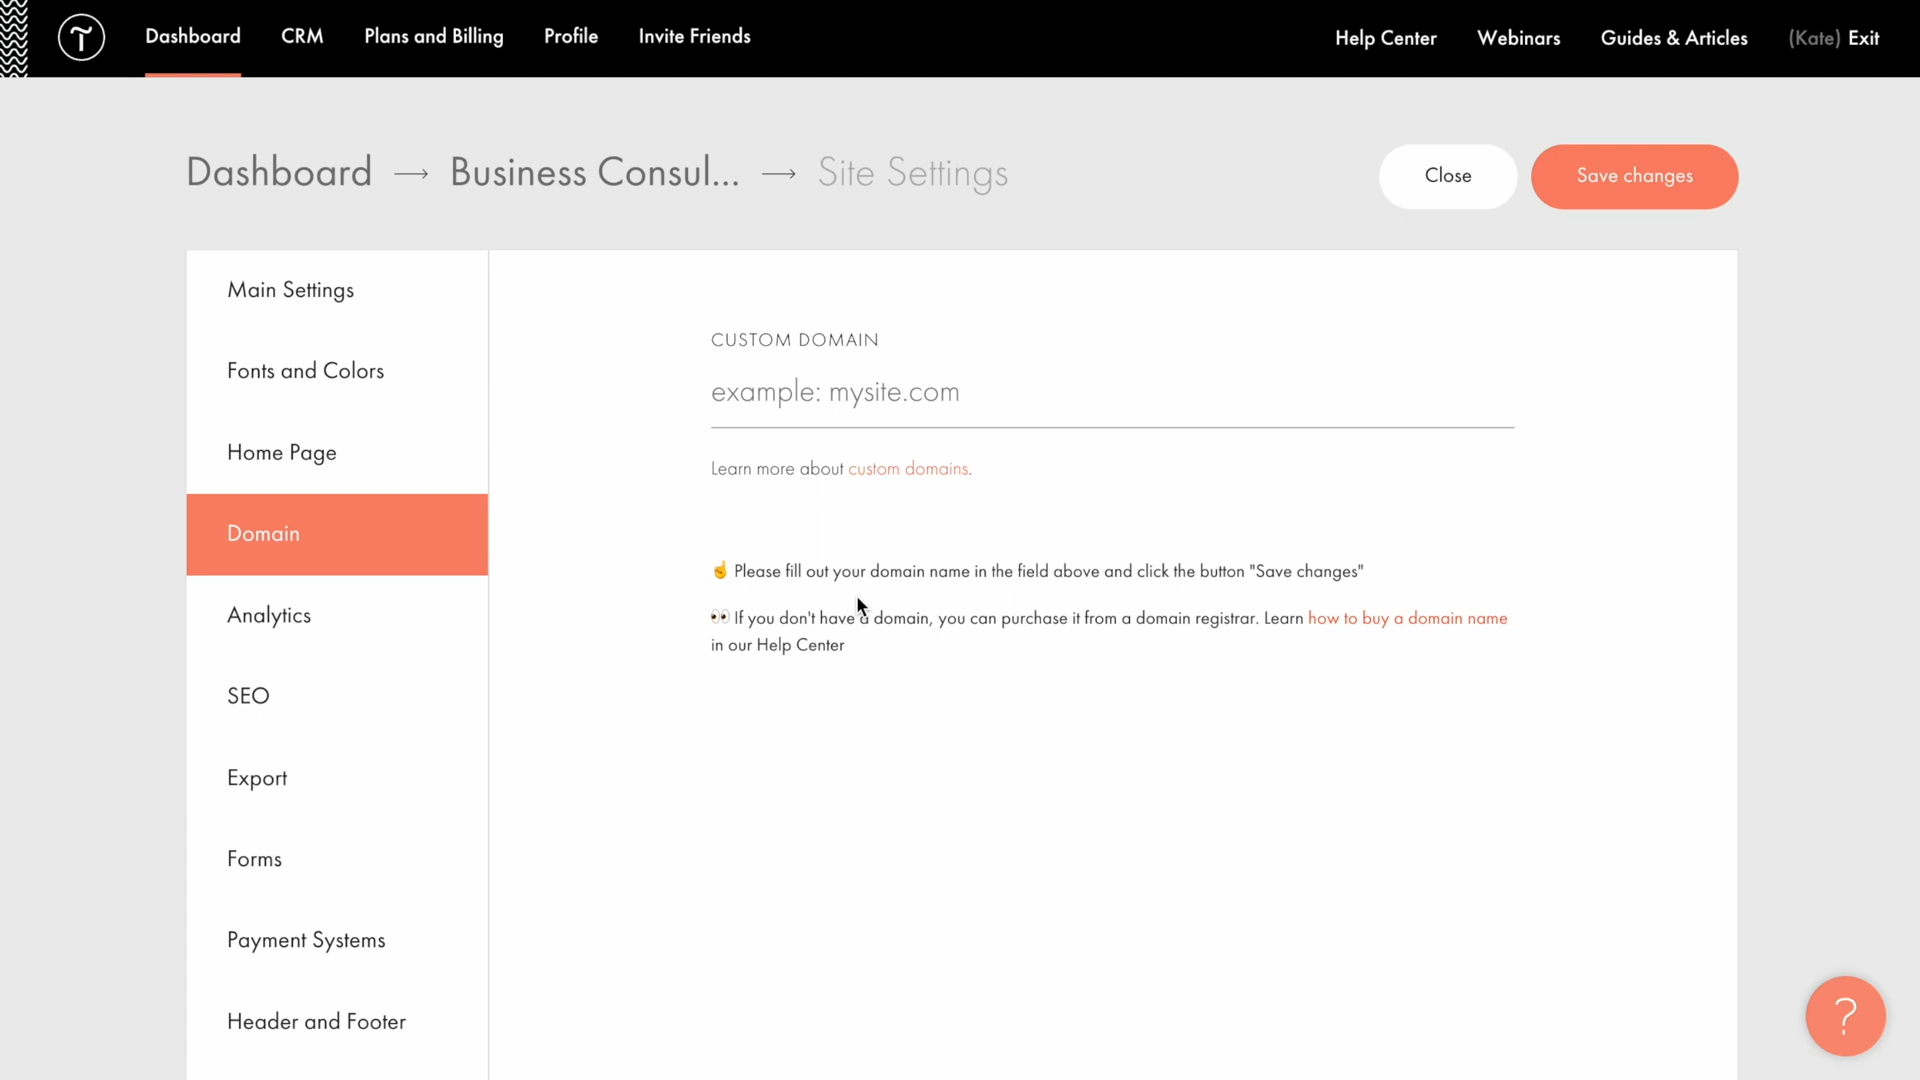 Dashboard CRM Plans and Billing Profile Invite Friends Help Center Webinars Guides & Articles (Kate) Exit
Dashboard → Business Consul... → Site Settings
Close
Save changes
Main Settings
Fonts and Colors
Home Page
Domain
Analytics
SEO
Export
Forms
Payment Systems
Header and Footer
CUSTOM DOMAIN
example: mysite.com
Learn more about custom domains.
☝ Please fill out your domain name in the field above and click the button "Save changes"
👀 If you don't have a domain, you can purchase it from a domain registrar. Learn how to buy a domain name
in our Help Center
?